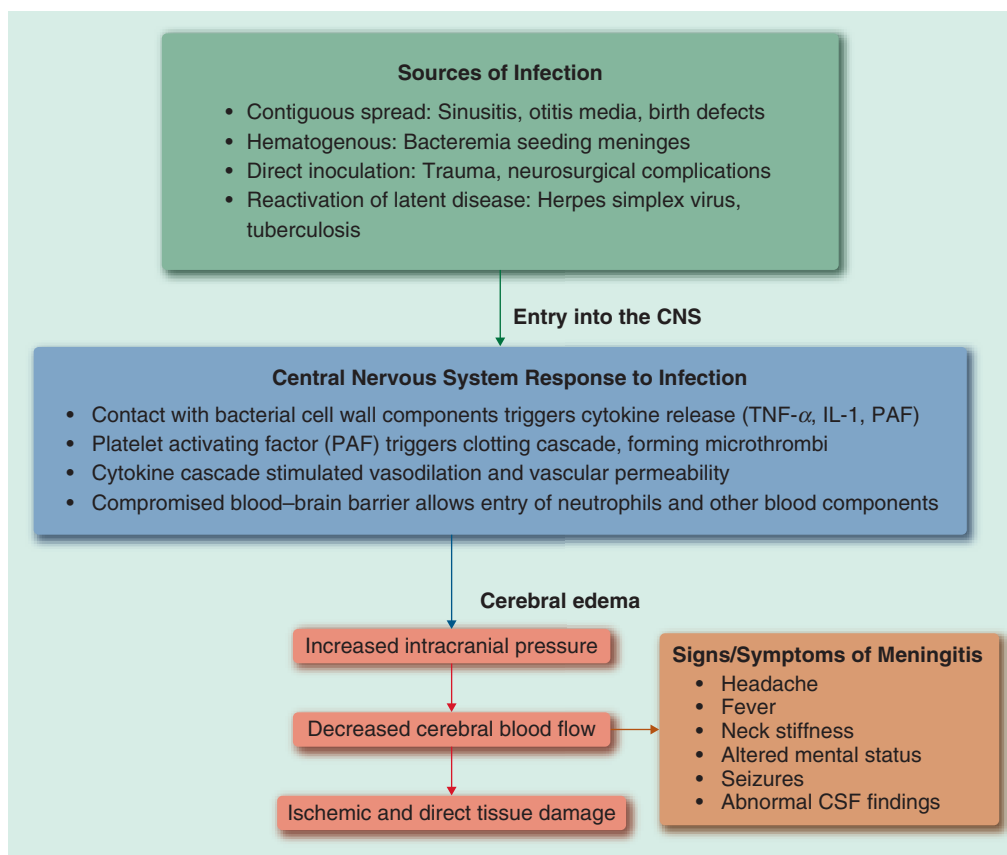 Sources of Infection
• Contiguous spread: Sinusitis, otitis media, birth defects
• Hematogenous: Bacteremia seeding meninges
• Direct inoculation: Trauma, neurosurgical complications
• Reactivation of latent disease: Herpes simplex virus,
tuberculosis
Entry into the CNS
Central Nervous System Response to Infection
• Contact with bacterial cell wall components triggers cytokine release (TNF-α, IL-1, PAF)
• Platelet activating factor (PAF) triggers clotting cascade, forming microthrombi
• Cytokine cascade stimulated vasodilation and vascular permeability
• Compromised blood–brain barrier allows entry of neutrophils and other blood components
Cerebral edema
Increased intracranial pressure
Decreased cerebral blood flow
Ischemic and direct tissue damage
Signs/Symptoms of Meningitis
• Headache
• Fever
• Neck stiffness
• Altered mental status
• Seizures
• Abnormal CSF findings